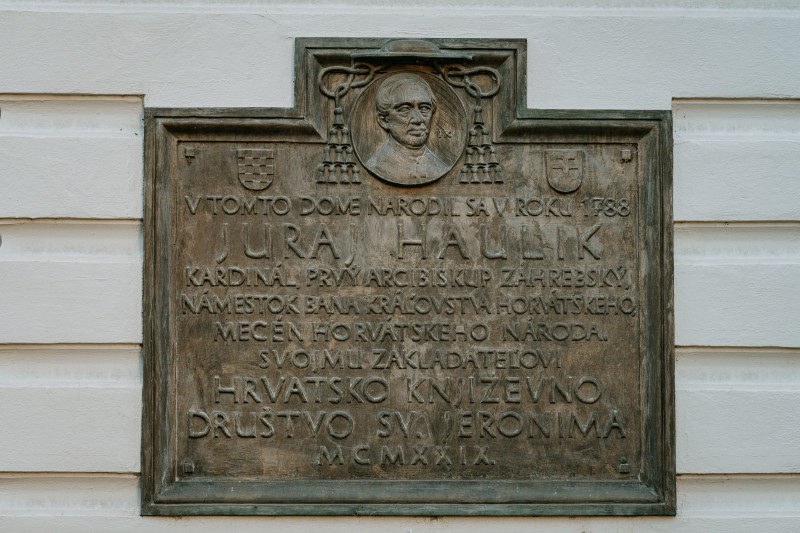 V TOMTO DOME NARODIL SA V ROKU 1788
JURAJ HAULIK
KARDINÁL, PRVÝ ARCIBISKUP ZÁHREBSKÝ,
NÁMESTOK BÁNA KRÁĽOVSTVA HORVÁTSKEHO,
MECÉN HORVÁTSKEHO NÁRODA.
SVOJMU ZAKLADATEĽOVI
HRVATSKO KNJIŽEVNO
DRUŠTVO SV. JERONIMA
MCMXXIX.